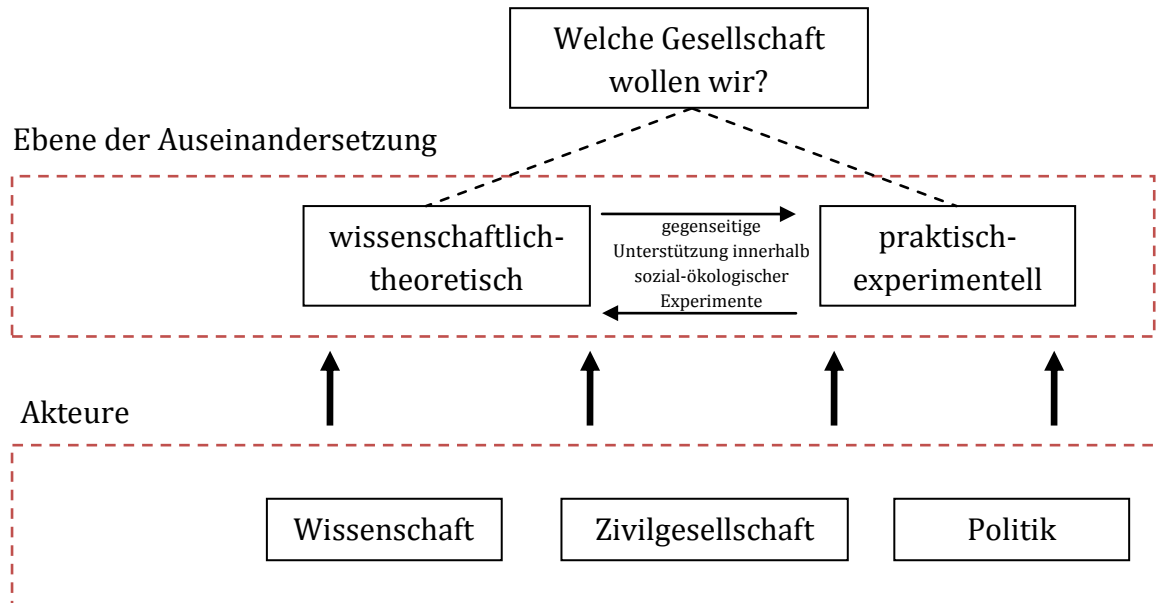 Welche Gesellschaft
wollen wir?
Ebene der Auseinandersetzung
wissenschaftlich-
theoretisch
gegenseitige
Unterstützung innerhalb
sozial-ökologischer
Experimente
praktisch-
experimentell
Akteure
Wissenschaft
Zivilgesellschaft
Politik